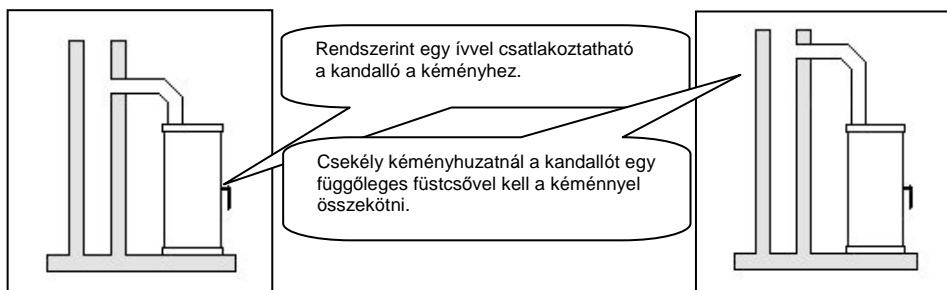 Rendszerint egy ívvel csatlakoztatható
a kandalló a kéményhez.
Csekély kéményhuzatnál a kandallót egy
függőleges füstcsővel kell a kéménnyel
összekötni.